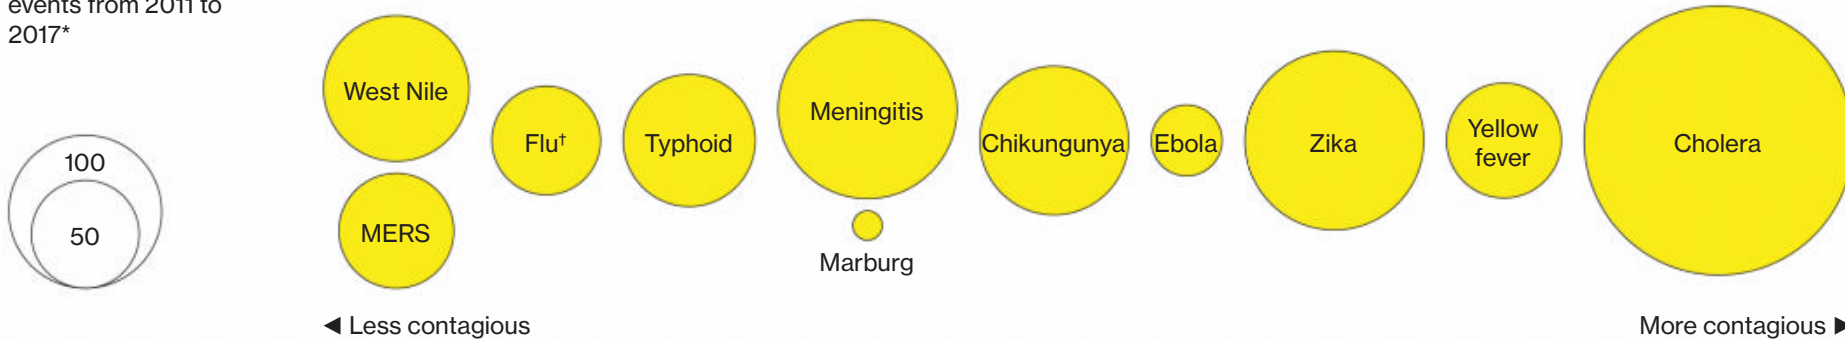 events from 2011 to
2017*
100
50
West Nile
MERS
Flu†
Typhoid
Meningitis
Marburg
Chikungunya
Ebola
Zika
Yellow
fever
Cholera
◀ Less contagious
More contagious ▶